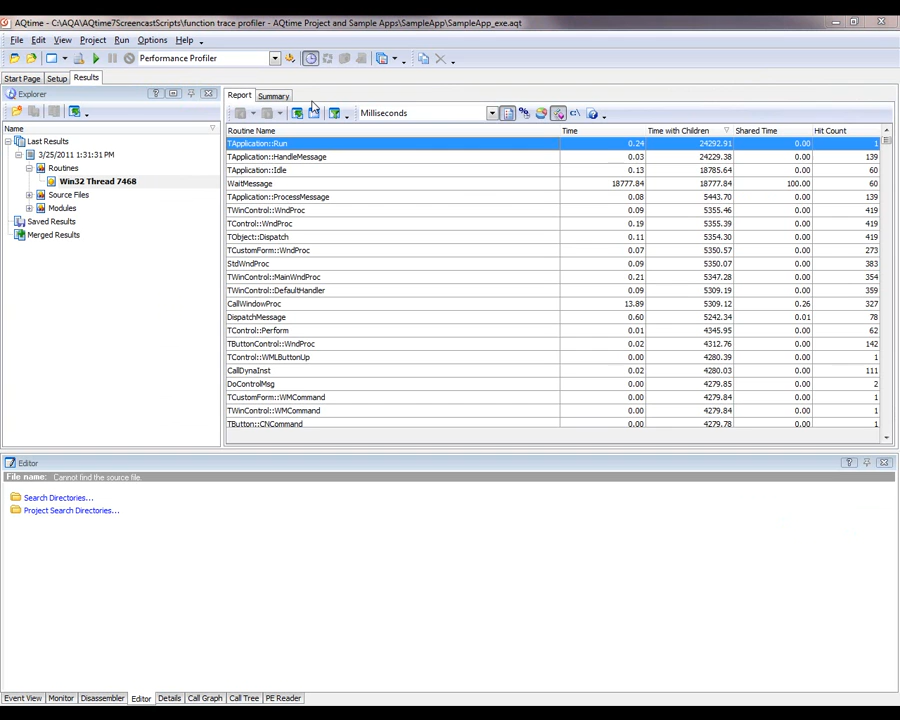 AQtime - C:\AQA\AQtime7ScreencastScripts\function trace profiler - AQtime Project and Sample Apps\SampleApp\SampleApp_exe.aqt
File Edit View Project Run Options Help
Performance Profiler
Start Page Setup Results
Explorer
Report Summary
Milliseconds
Name
Routine Name Time Time with Children Shared Time Hit Count
Last Results
3/25/2011 1:31:31 PM
Routines
Win32 Thread 7468
Source Files
Modules
Saved Results
Merged Results
TApplication::Run 0.24 24292.91 0.00 1
TApplication::HandleMessage 0.03 24229.38 0.00 139
TApplication::Idle 0.13 18785.64 0.00 60
WaitMessage 18777.84 18777.84 100.00 60
TApplication::ProcessMessage 0.08 5443.70 0.00 139
TWinControl::WndProc 0.09 5355.46 0.00 419
TControl::WndProc 0.19 5355.39 0.00 419
TObject::Dispatch 0.11 5354.30 0.00 419
TCustomForm::WndProc 0.07 5350.57 0.00 273
StdWndProc 0.09 5350.07 0.00 383
TWinControl::MainWndProc 0.21 5347.28 0.00 354
TWinControl::DefaultHandler 0.09 5309.19 0.00 359
CallWindowProc 13.89 5309.12 0.26 327
DispatchMessage 0.60 5242.34 0.01 78
TControl::Perform 0.01 4345.95 0.00 62
TButtonControl::WndProc 0.02 4312.76 0.00 142
TControl::WMLButtonUp 0.00 4280.39 0.00 1
CallDynaInst 0.02 4280.03 0.00 111
DoControlMsg 0.00 4279.85 0.00 2
TCustomForm::WMCommand 0.00 4279.84 0.00 1
TWinControl::WMCommand 0.00 4279.84 0.00 1
TButton::CNCommand 0.00 4279.78 0.00 1
Editor
File name: Cannot find the source file.
Search Directories...
Project Search Directories...
Event View Monitor Disassembler Editor Details Call Graph Call Tree PE Reader